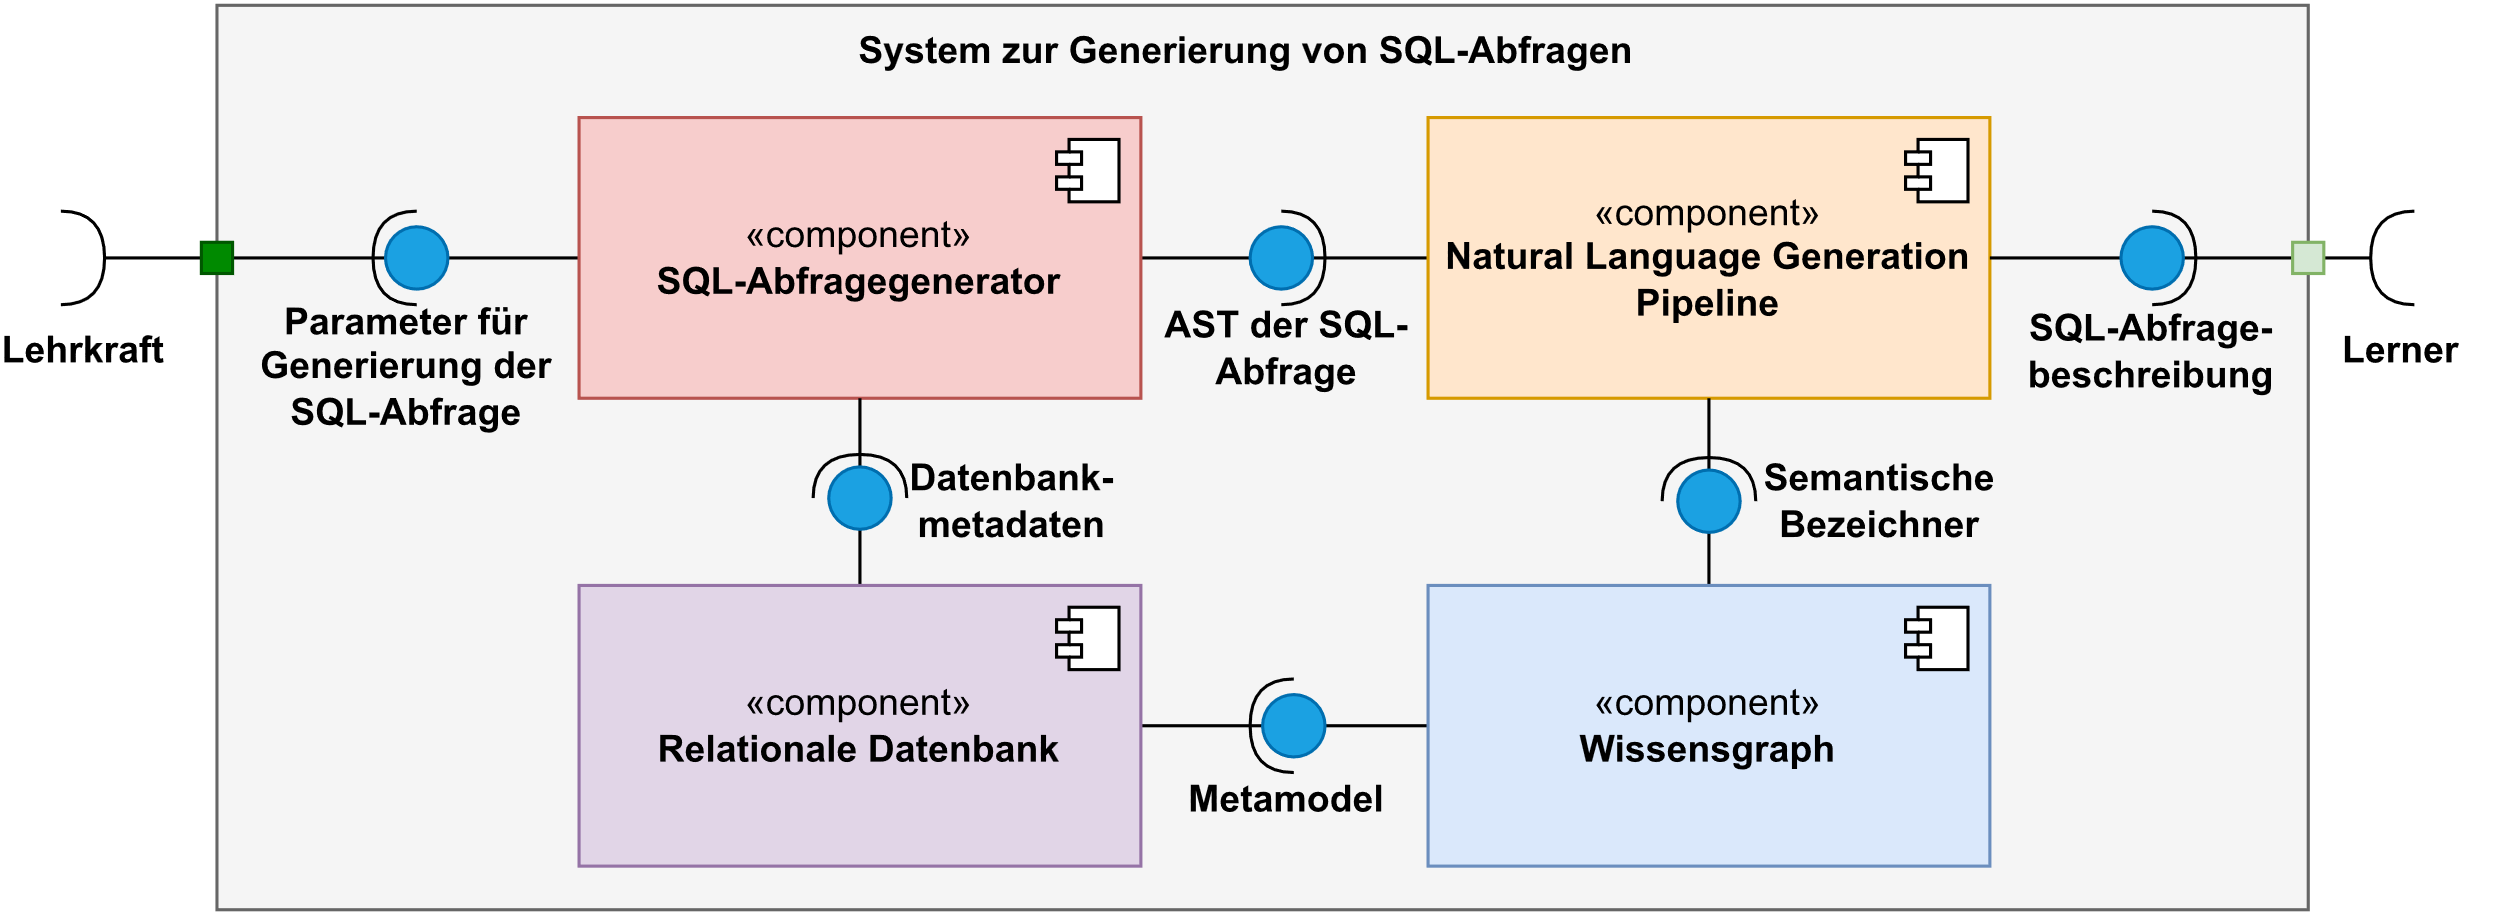 System zur Generierung von SQL-Abfragen
«component»
SQL-Abfragegenerator
«component»
Natural Language Generation
Pipeline
Lehrkraft
Parameter für
Generierung der
SQL-Abfrage
AST der SQL-
Abfrage
SQL-Abfrage-
beschreibung
Lerner
Datenbank-
metadaten
Semantische
Bezeichner
«component»
Relationale Datenbank
Metamodel
«component»
Wissensgraph